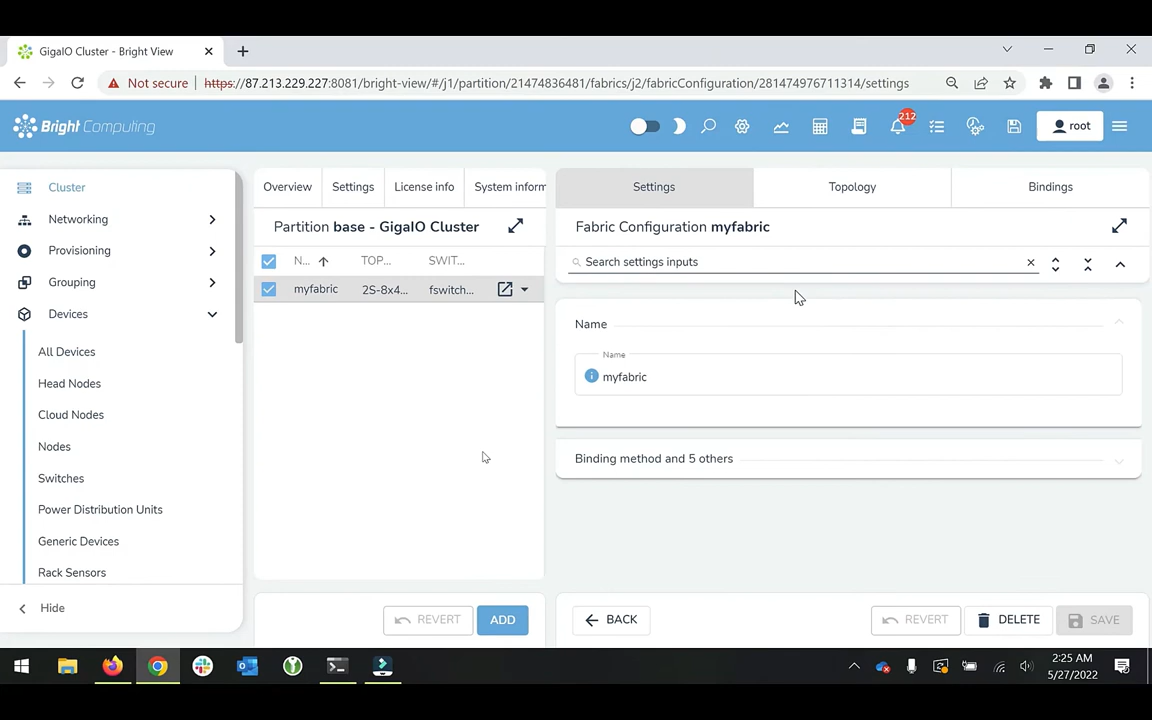 GigaIO Cluster - Bright View
Not secure
https://87.213.229.227:8081/bright-view/#/j1/partition/21474836481/fabrics/j2/fabricConfiguration/281474976711314/settings
Bright Computing
212
root
Cluster
Networking
Provisioning
Grouping
Devices
All Devices
Head Nodes
Cloud Nodes
Nodes
Switches
Power Distribution Units
Generic Devices
Rack Sensors
Hide
Overview
Settings
License info
System inform
Partition base - GigaIO Cluster
N... TOP... SWIT...
myfabric 2S-8x4... fswitch...
REVERT
ADD
Settings
Topology
Bindings
Fabric Configuration myfabric
Search settings inputs
Name
Name
myfabric
Binding method and 5 others
BACK
REVERT
DELETE
SAVE
2:25 AM
5/27/2022